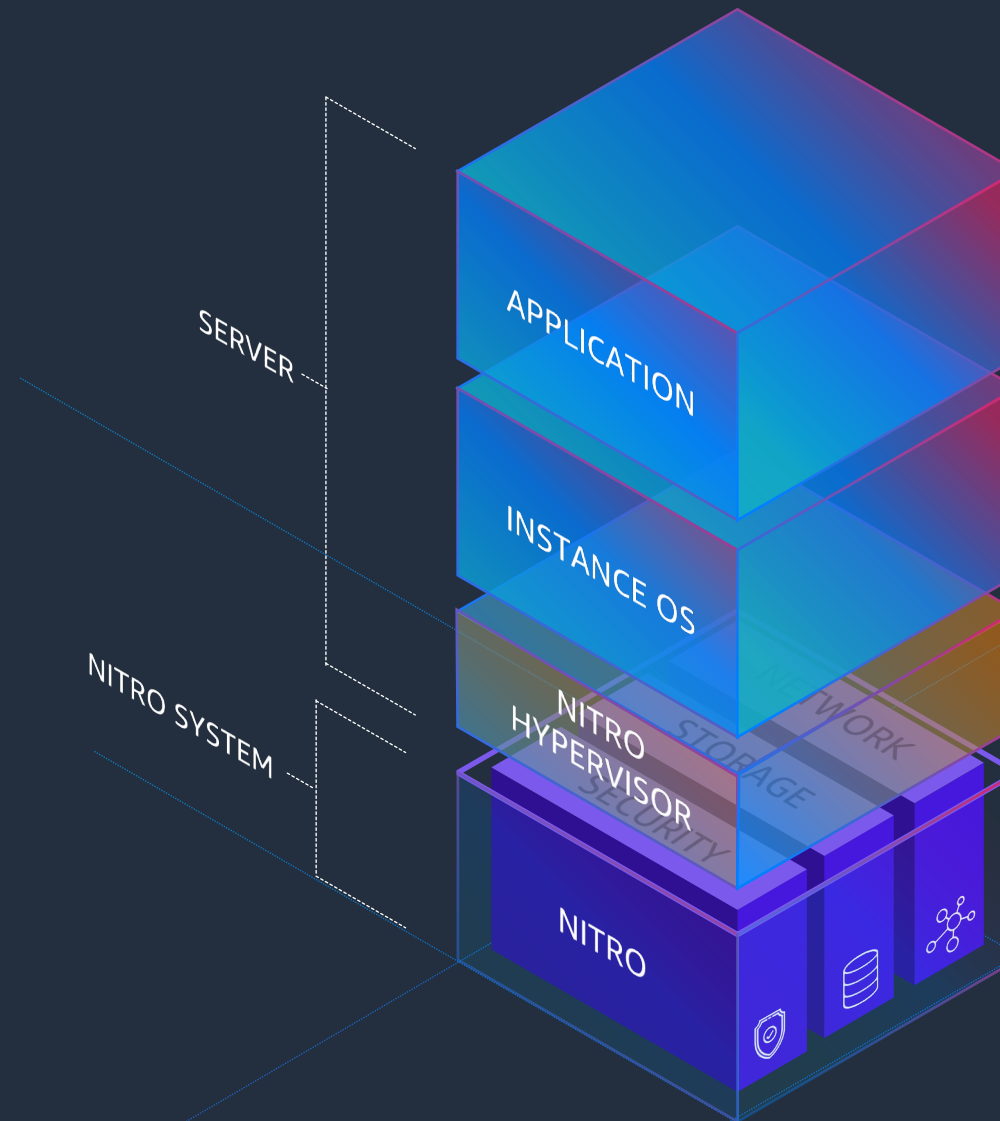 SERVER
APPLICATION
INSTANCE OS
NITRO SYSTEM
NITRO
HYPERVISOR
NETWORK
STORAGE
SECURITY
NITRO